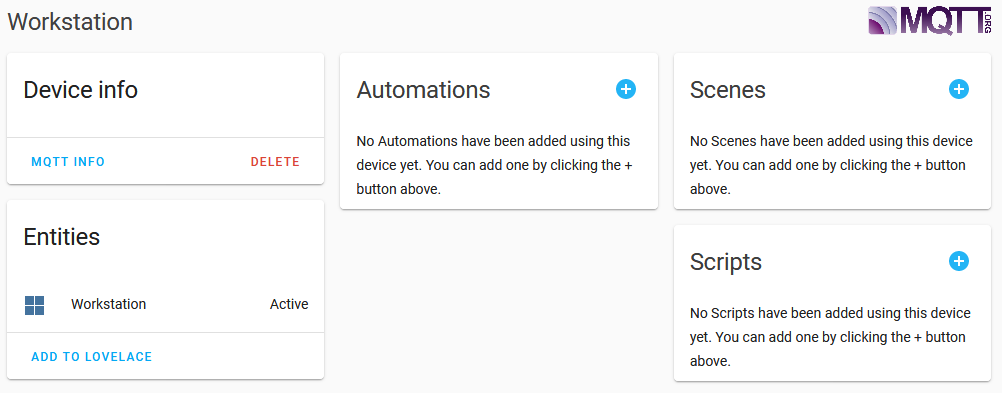 Workstation
MQTT
.ORG
Device info
MQTT INFO
DELETE
Entities
Workstation
Active
ADD TO LOVELACE
Automations
No Automations have been added using this
device yet. You can add one by clicking the +
button above.
Scenes
No Scenes have been added using this device
yet. You can add one by clicking the + button
above.
Scripts
No Scripts have been added using this device
yet. You can add one by clicking the + button
above.